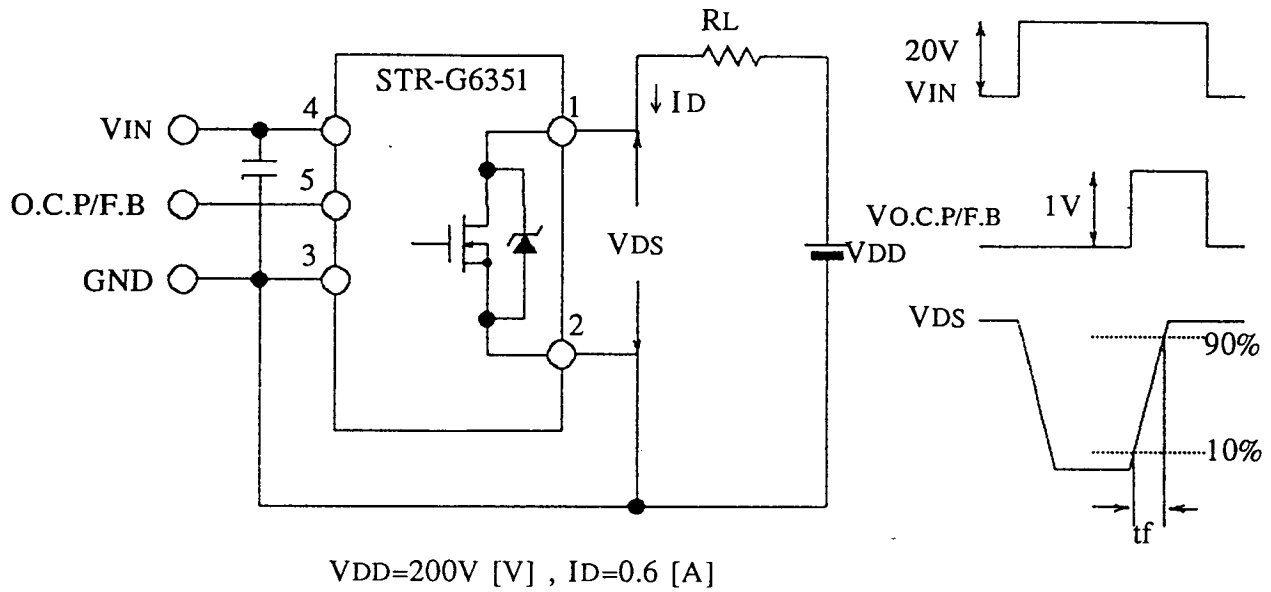 RL
STR-G6351
ID
4
1
VIN
5
O.C.P/F.B
VDS
VDD
3
GND
2
20V
VIN
1V
VO.C.P/F.B
VDS
90%
10%
tf
VDD=200V [V] , ID=0.6 [A]